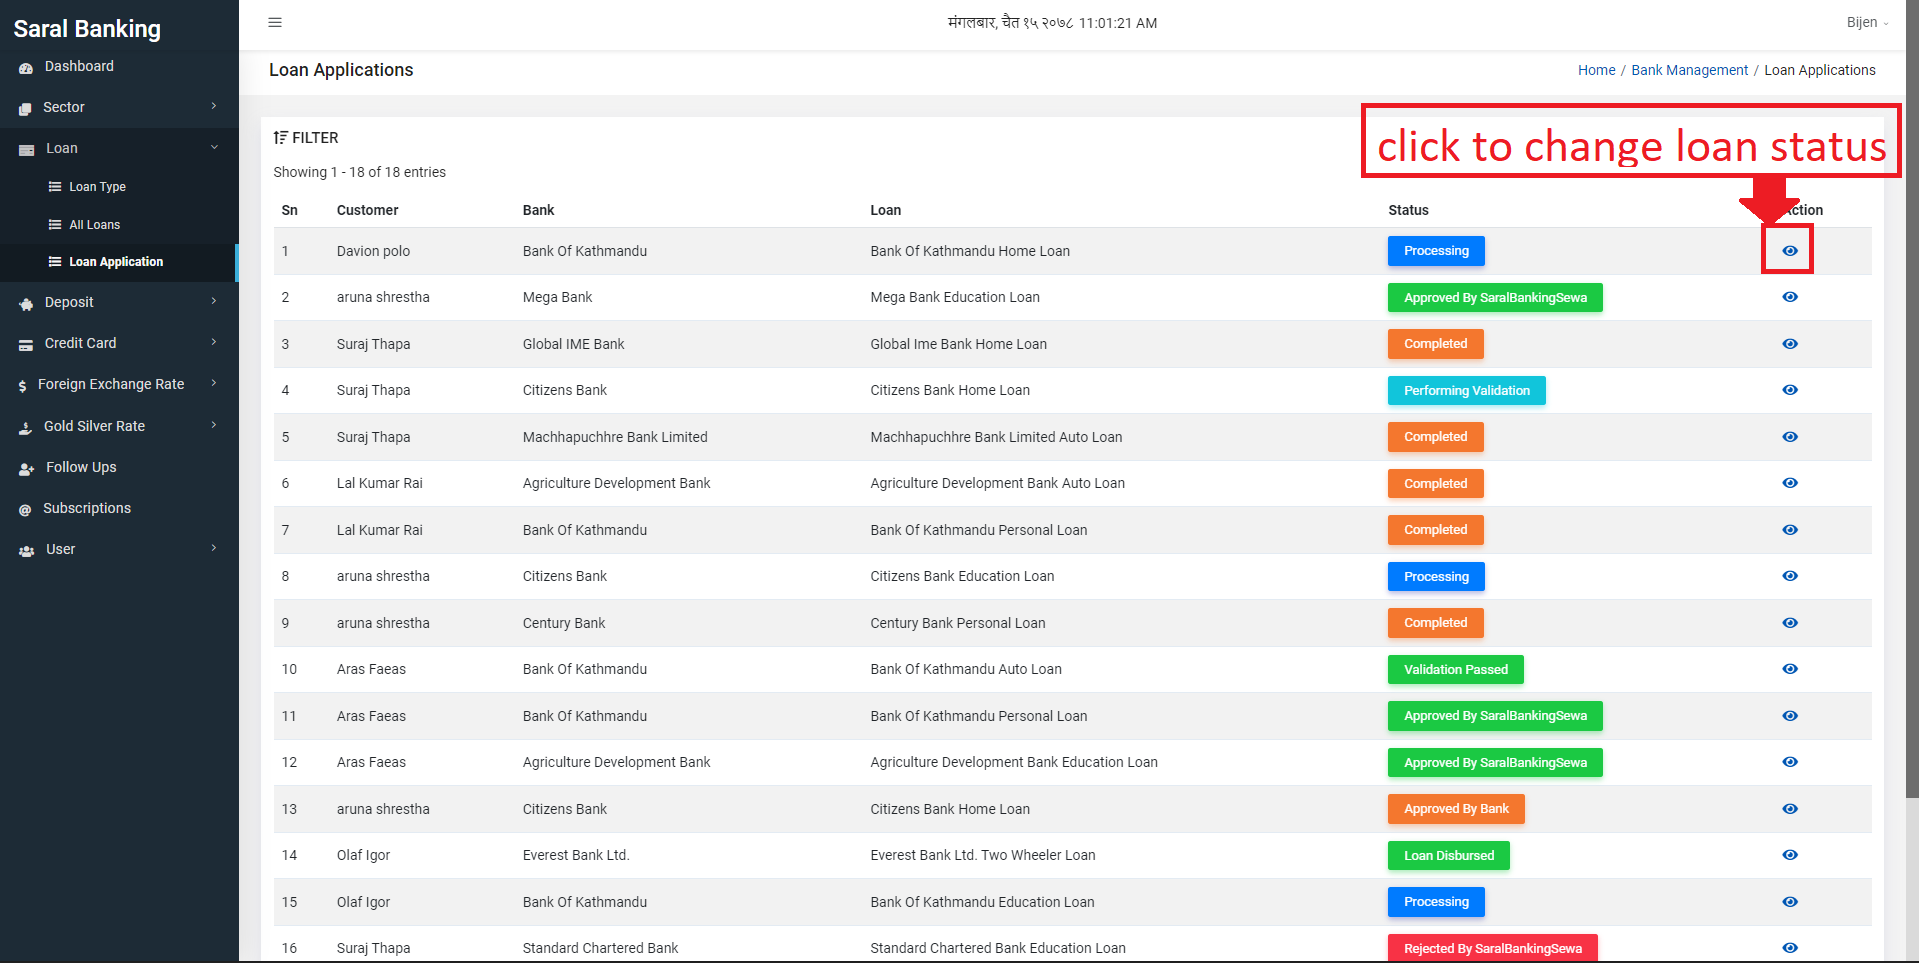 Saral Banking
मंगलबार, चैत १५ २०७८ 11:01:21 AM
Bijen
Dashboard
Sector
Loan
Loan Type
All Loans
Loan Application
Deposit
Credit Card
Foreign Exchange Rate
Gold Silver Rate
Follow Ups
Subscriptions
User
Loan Applications
Home / Bank Management / Loan Applications
FILTER
click to change loan status
Showing 1 - 18 of 18 entries
Sn Customer Bank Loan Status ction
1 Davion polo Bank Of Kathmandu Bank Of Kathmandu Home Loan Processing
2 aruna shrestha Mega Bank Mega Bank Education Loan Approved By SaralBankingSewa
3 Suraj Thapa Global IME Bank Global Ime Bank Home Loan Completed
4 Suraj Thapa Citizens Bank Citizens Bank Home Loan Performing Validation
5 Suraj Thapa Machhapuchhre Bank Limited Machhapuchhre Bank Limited Auto Loan Completed
6 Lal Kumar Rai Agriculture Development Bank Agriculture Development Bank Auto Loan Completed
7 Lal Kumar Rai Bank Of Kathmandu Bank Of Kathmandu Personal Loan Completed
8 aruna shrestha Citizens Bank Citizens Bank Education Loan Processing
9 aruna shrestha Century Bank Century Bank Personal Loan Completed
10 Aras Faeas Bank Of Kathmandu Bank Of Kathmandu Auto Loan Validation Passed
11 Aras Faeas Bank Of Kathmandu Bank Of Kathmandu Personal Loan Approved By SaralBankingSewa
12 Aras Faeas Agriculture Development Bank Agriculture Development Bank Education Loan Approved By SaralBankingSewa
13 aruna shrestha Citizens Bank Citizens Bank Home Loan Approved By Bank
14 Olaf Igor Everest Bank Ltd. Everest Bank Ltd. Two Wheeler Loan Loan Disbursed
15 Olaf Igor Bank Of Kathmandu Bank Of Kathmandu Education Loan Processing
16 Suraj Thapa Standard Chartered Bank Standard Chartered Bank Education Loan Rejected By SaralBankingSewa